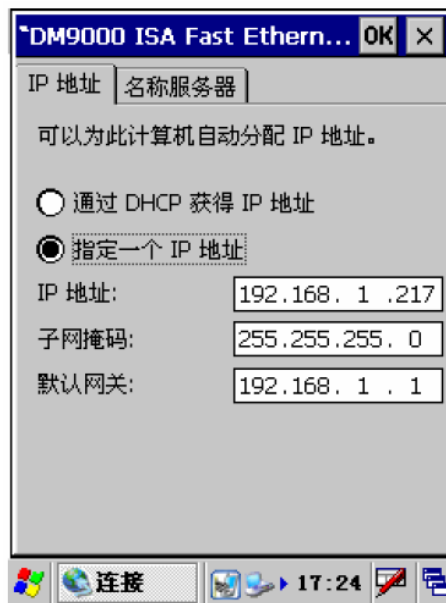 "DM9000 ISA Fast Ethern... OK ×
IP 地址 名称服务器
可以为此计算机自动分配 IP 地址。
通过 DHCP 获得 IP 地址
指定一个 IP 地址
IP 地址: 192.168. 1 .217
子网掩码: 255.255.255. 0
默认网关: 192.168. 1 . 1
连接 17:24